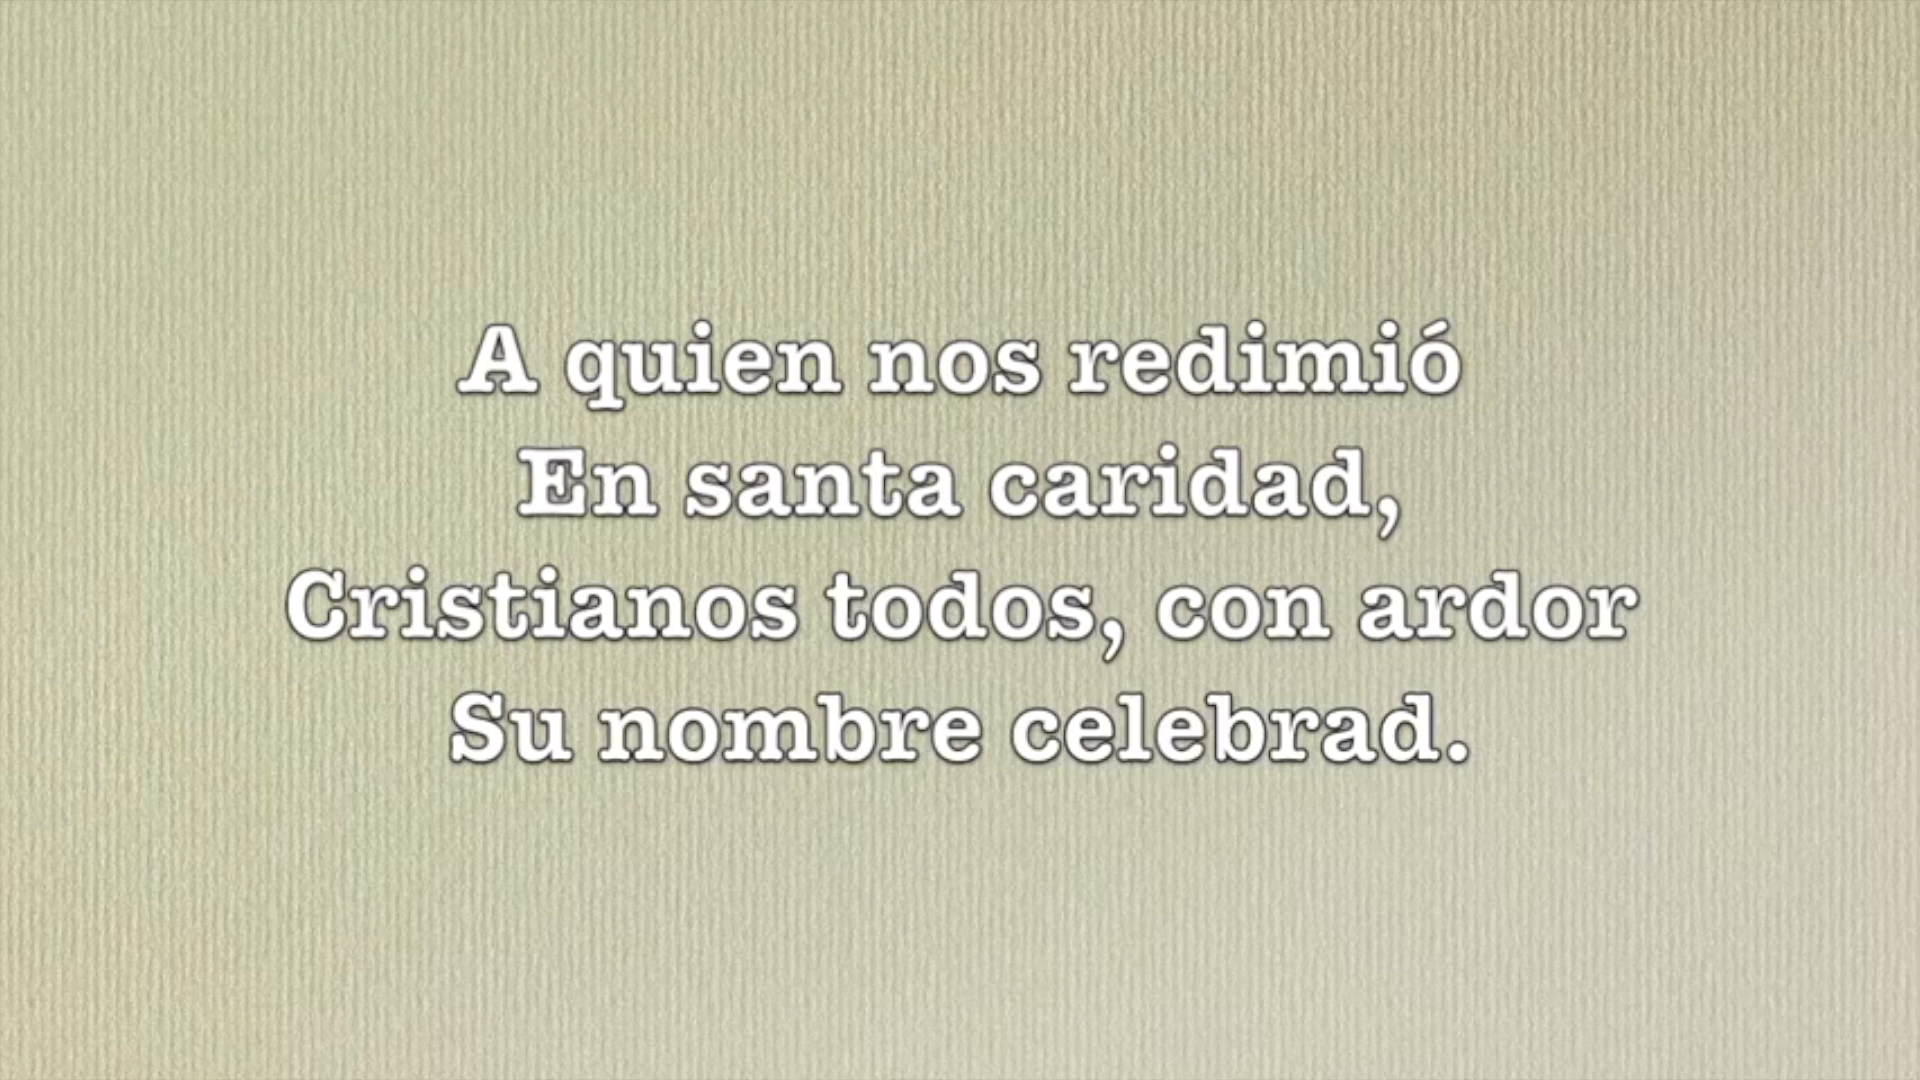 A quien nos redimió
En santa caridad,
Cristianos todos, con ardor
Su nombre celebrad.